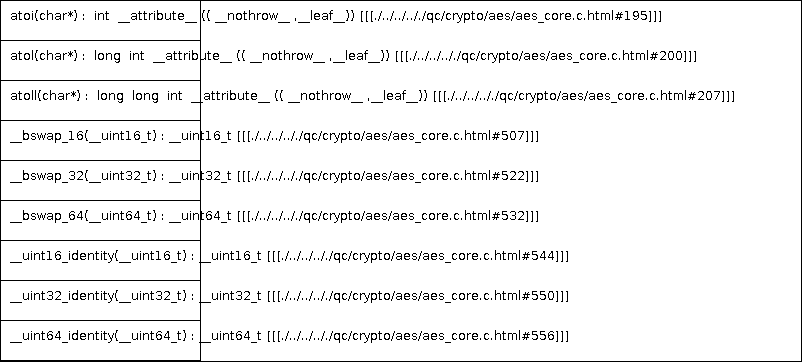 atoi(char*) : int __attribute__ (( __nothrow__ ,__leaf__)) [[[./../../../qc/crypto/aes/aes_core.c.html#195]]]
atol(char*) : long int __attribute__ (( __nothrow__ ,__leaf__)) [[[./../../../qc/crypto/aes/aes_core.c.html#200]]]
atoll(char*) : long long int __attribute__ (( __nothrow__ ,__leaf__)) [[[./../../../qc/crypto/aes/aes_core.c.html#207]]]
__bswap_16(__uint16_t) : __uint16_t [[[./../../../qc/crypto/aes/aes_core.c.html#507]]]
__bswap_32(__uint32_t) : __uint32_t [[[./../../../qc/crypto/aes/aes_core.c.html#522]]]
__bswap_64(__uint64_t) : __uint64_t [[[./../../../qc/crypto/aes/aes_core.c.html#532]]]
__uint16_identity(__uint16_t) : __uint16_t [[[./../../../qc/crypto/aes/aes_core.c.html#544]]]
__uint32_identity(__uint32_t) : __uint32_t [[[./../../../qc/crypto/aes/aes_core.c.html#550]]]
__uint64_identity(__uint64_t) : __uint64_t [[[./../../../qc/crypto/aes/aes_core.c.html#556]]]